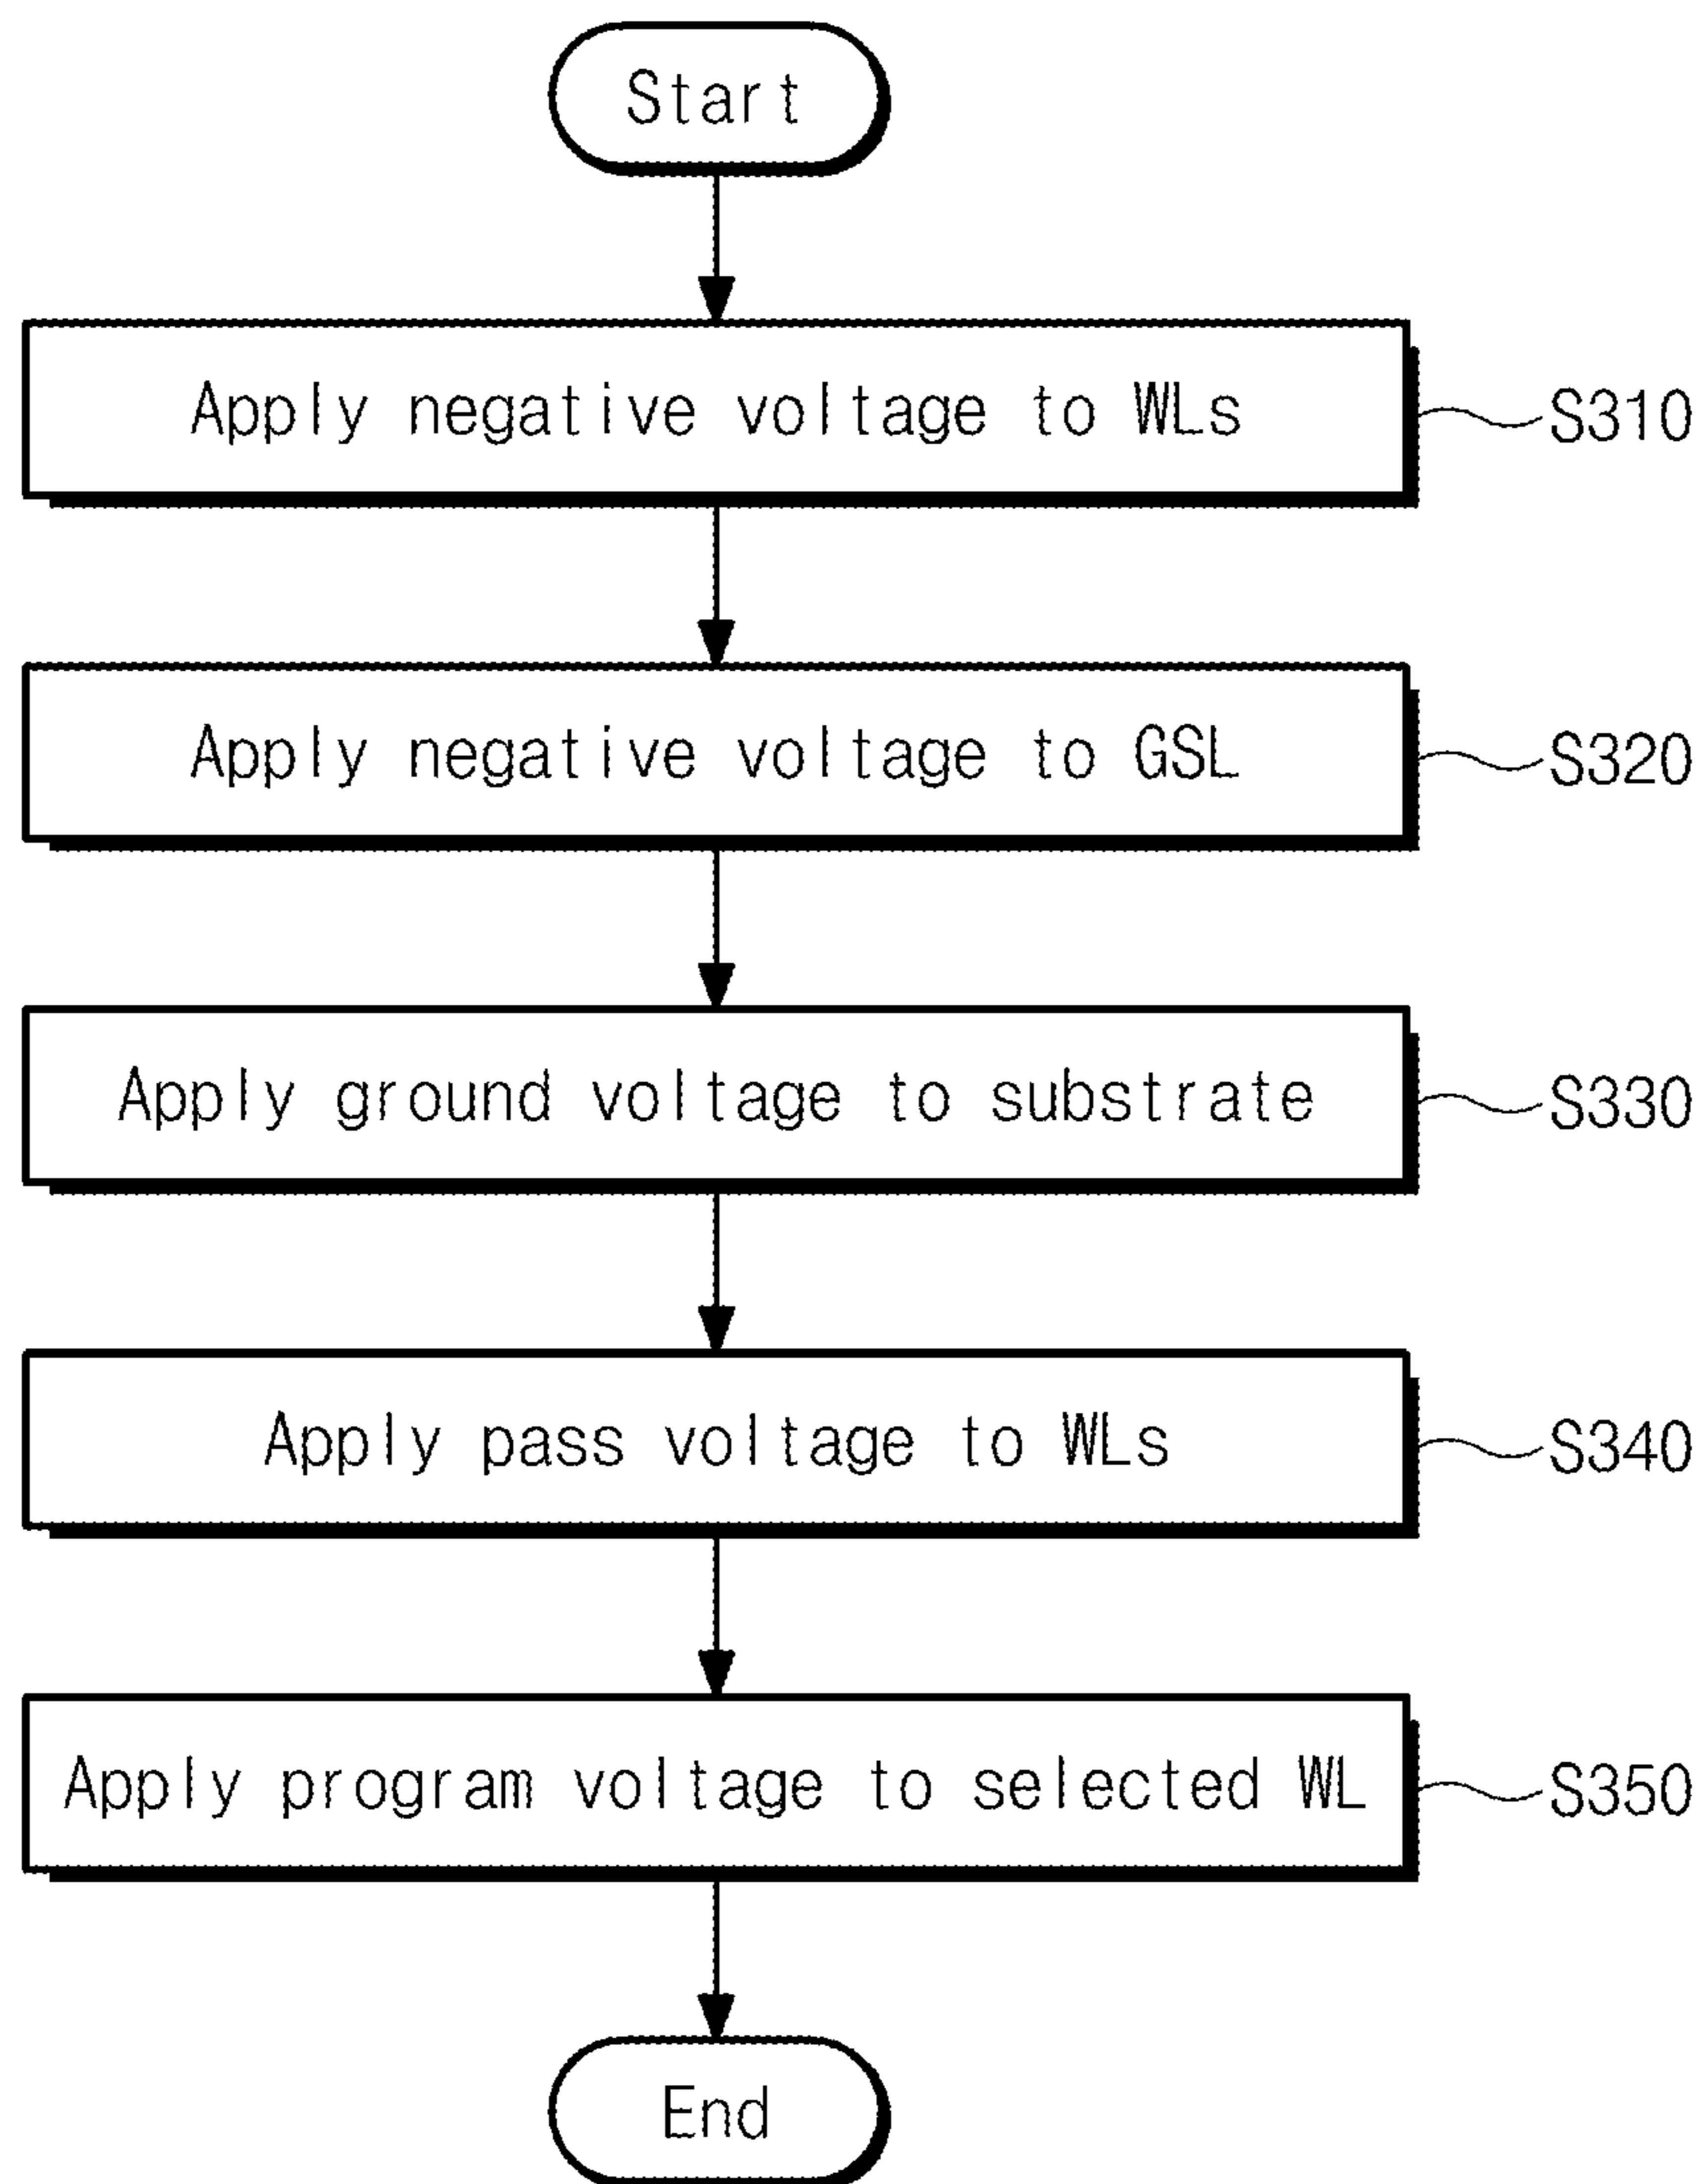 Start
Apply negative voltage to WLs
S310
Apply negative voltage to GSL
S320
Apply ground voltage to substrate
S330
Apply pass voltage to WLs
S340
Apply program voltage to selected WL
S350
End